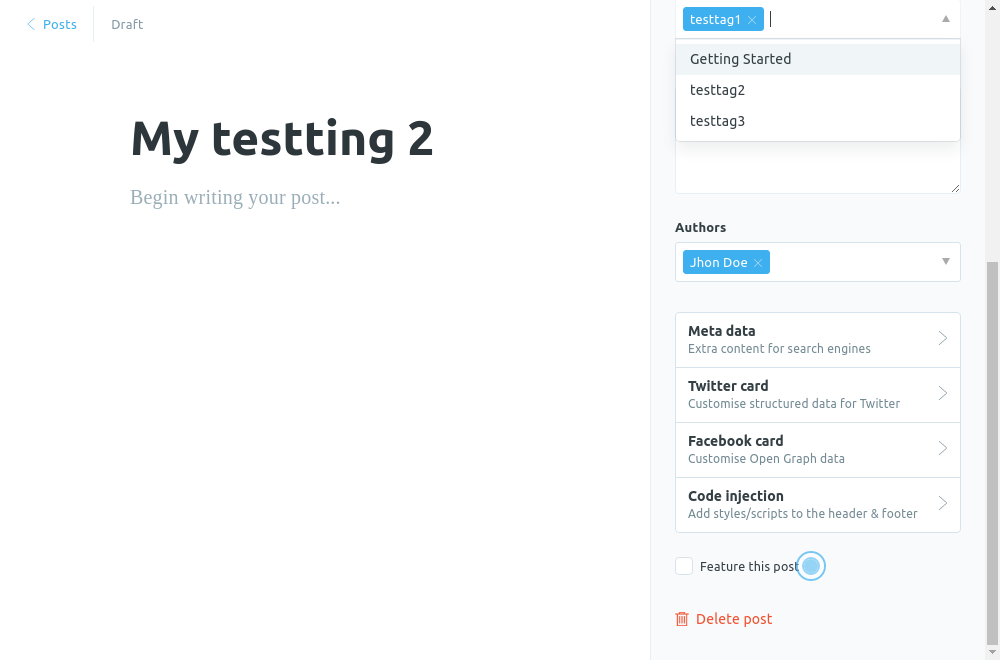 Posts
Draft
My testting 2
Begin writing your post...
testtag1
Getting Started
testtag2
testtag3
Authors
Jhon Doe
Meta data
Extra content for search engines
Twitter card
Customise structured data for Twitter
Facebook card
Customise Open Graph data
Code injection
Add styles/scripts to the header & footer
Feature this post
Delete post